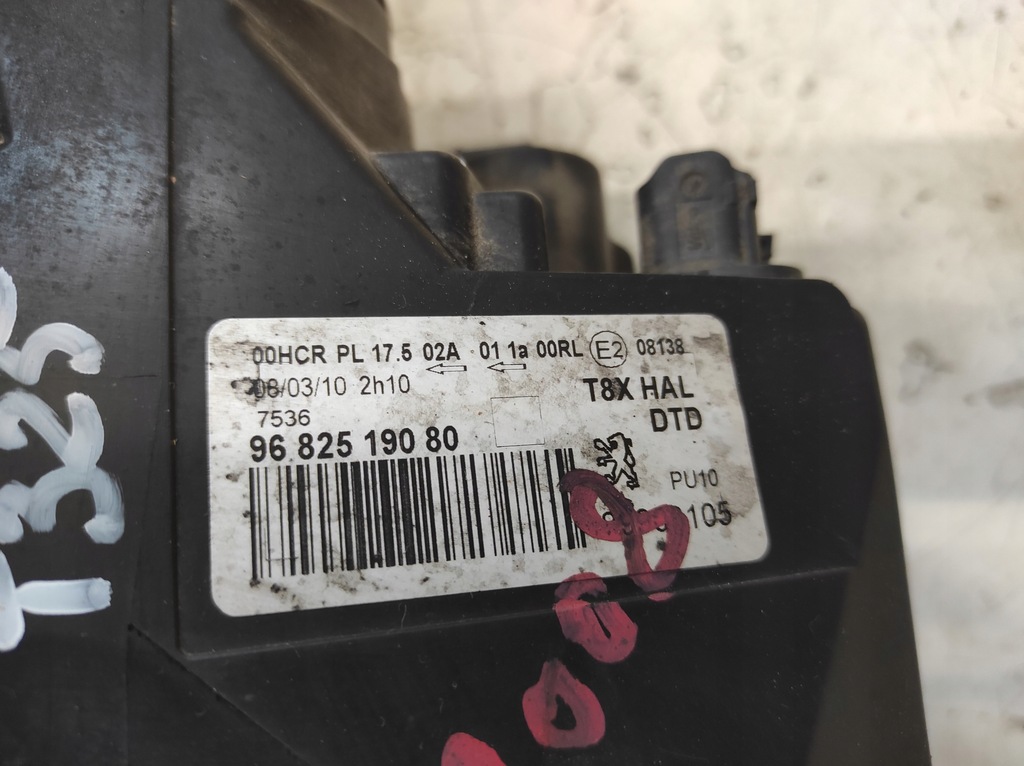 00HCR PL 17.5 02A 01 1a 00RL E2 08138
08/03/10 2h10
7536
96 825 190 80
T8X HAL
DTD
PU10
105